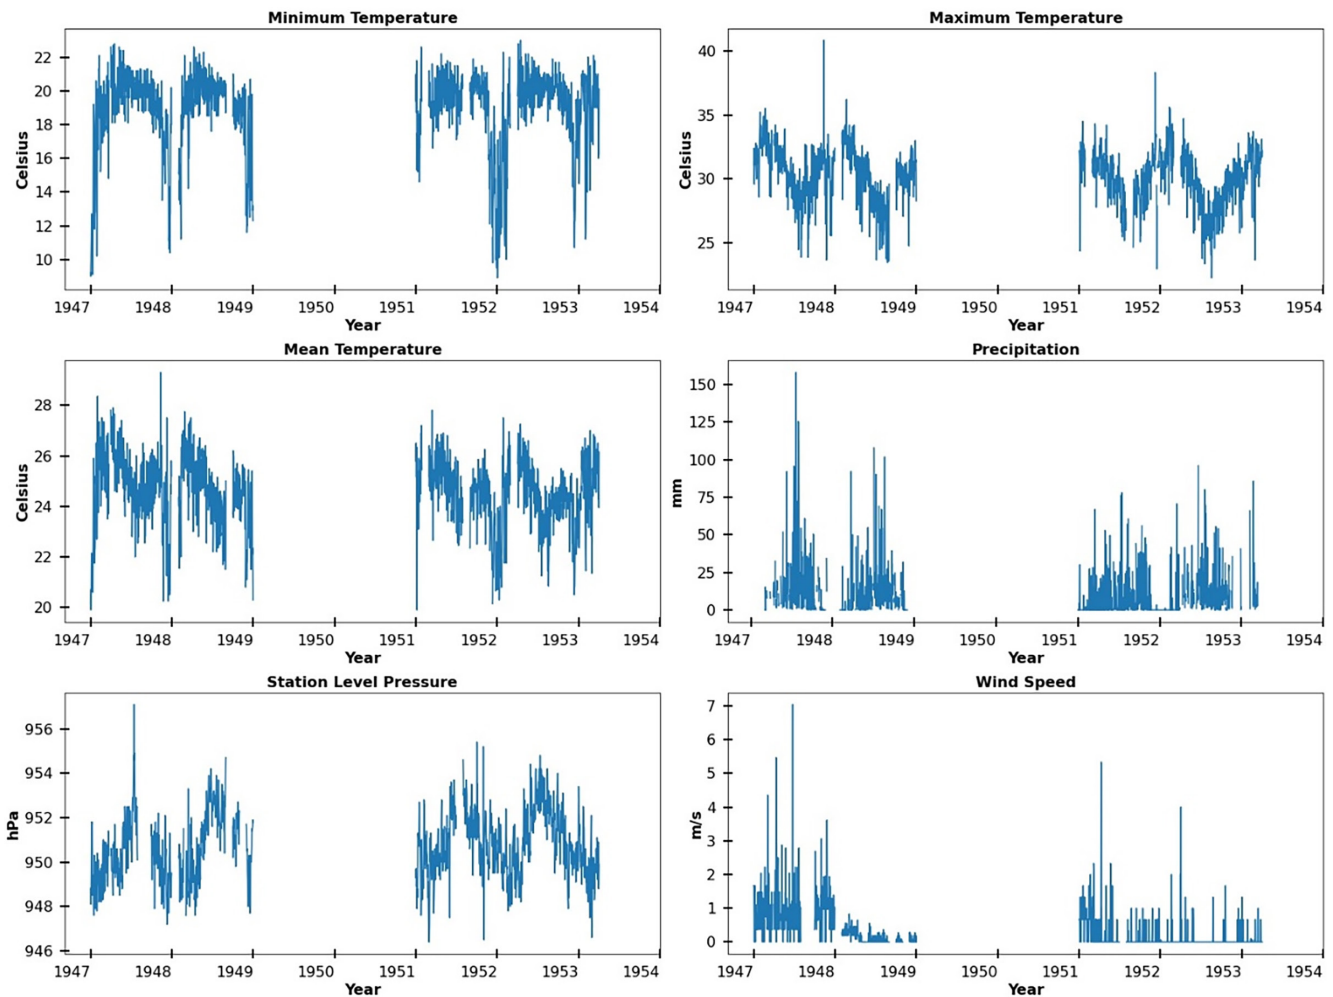 Minimum Temperature
Celsius
22
20
18
16
14
12
10
1947 1948 1949 1950 1951 1952 1953 1954
Year
Maximum Temperature
Celsius
40
35
30
25
1947 1948 1949 1950 1951 1952 1953 1954
Year
Mean Temperature
Celsius
28
26
24
22
20
1947 1948 1949 1950 1951 1952 1953 1954
Year
Precipitation
mm
150
125
100
75
50
25
0
1947 1948 1949 1950 1951 1952 1953 1954
Year
Station Level Pressure
hPa
956
954
952
950
948
946
1947 1948 1949 1950 1951 1952 1953 1954
Year
Wind Speed
m/s
7
6
5
4
3
2
1
0
1947 1948 1949 1950 1951 1952 1953 1954
Year